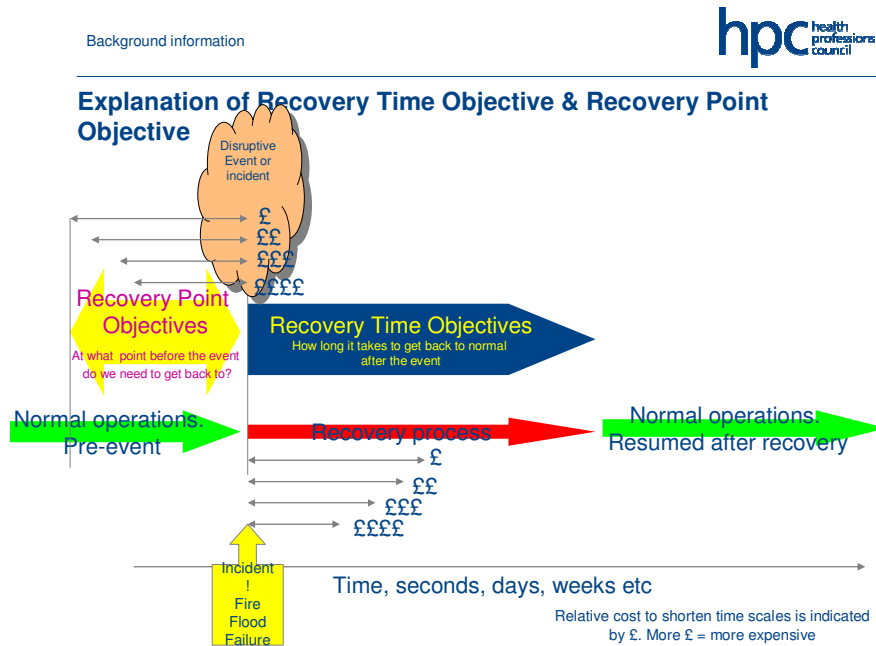 Background information
hpc
health
professions
council
Explanation of Recovery Time Objective & Recovery Point
Objective
Disruptive
Event or
incident
£
££
£££
££££
Recovery Point
Objectives
At what point before the event
do we need to get back to?
Recovery Time Objectives
How long it takes to get back to normal
after the event
Normal operations.
Pre-event
Recovery process
Normal operations.
Resumed after recovery
£
££
£££
££££
Incident
!
Fire
Flood
Failure
Time, seconds, days, weeks etc
Relative cost to shorten time scales is indicated
by £. More £ = more expensive